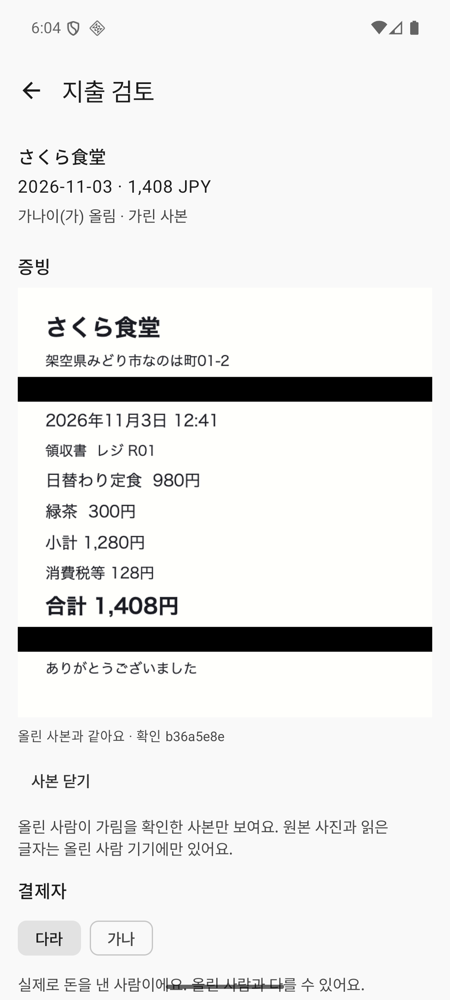 6:04
지출 검토
さくら食堂
2026-11-03 · 1,408 JPY
가나이(가) 올림 · 가린 사본
증빙
さくら食堂
架空県みどり市なのは町01-2
2026年11月3日 12:41
領収書 レジ R01
日替わり定食 980円
緑茶 300円
小計 1,280円
消費税等 128円
合計 1,408円
ありがとうございました
올린 사본과 같아요 · 확인 b36a5e8e
사본 닫기
올린 사람이 가림을 확인한 사본만 보여요. 원본 사진과 읽은
글자는 올린 사람 기기에만 있어요.
결제자
다라
가나
실제로 돈을 낸 사람이에요. 올린 사람과 다를 수 있어요.